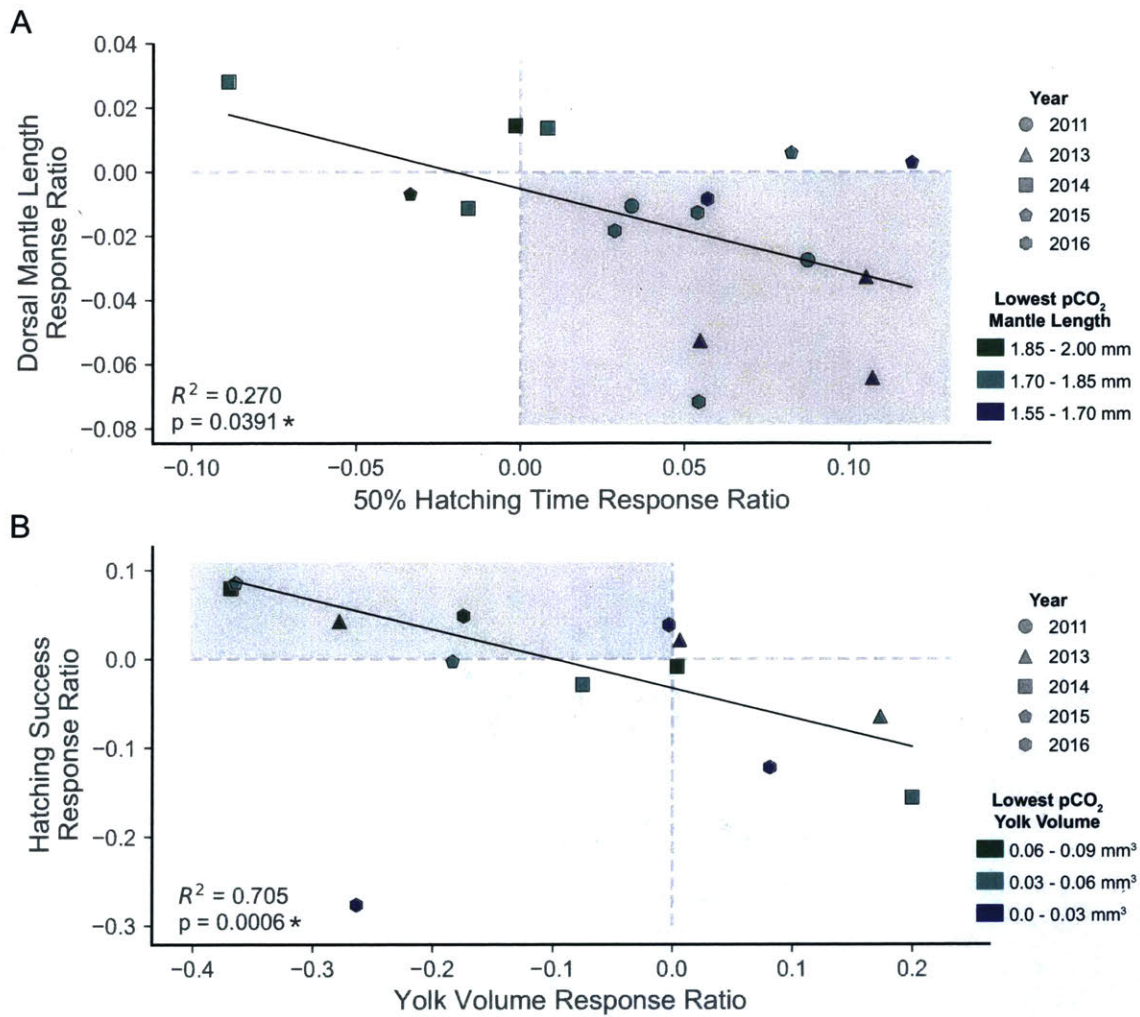 A
0.04
0.02
0.00
−0.02
−0.04
−0.06
−0.08
Dorsal Mantle Length
Response Ratio
R² = 0.270
p = 0.0391 *
−0.10
−0.05
0.00
0.05
0.10
50% Hatching Time Response Ratio
Year
2011
2013
2014
2015
2016
Lowest pCO₂
Mantle Length
1.85 - 2.00 mm
1.70 - 1.85 mm
1.55 - 1.70 mm
B
0.1
0.0
−0.1
−0.2
−0.3
Hatching Success
Response Ratio
R² = 0.705
p = 0.0006 *
−0.4
−0.3
−0.2
−0.1
0.0
0.1
0.2
Yolk Volume Response Ratio
Year
2011
2013
2014
2015
2016
Lowest pCO₂
Yolk Volume
0.06 - 0.09 mm³
0.03 - 0.06 mm³
0.0 - 0.03 mm³